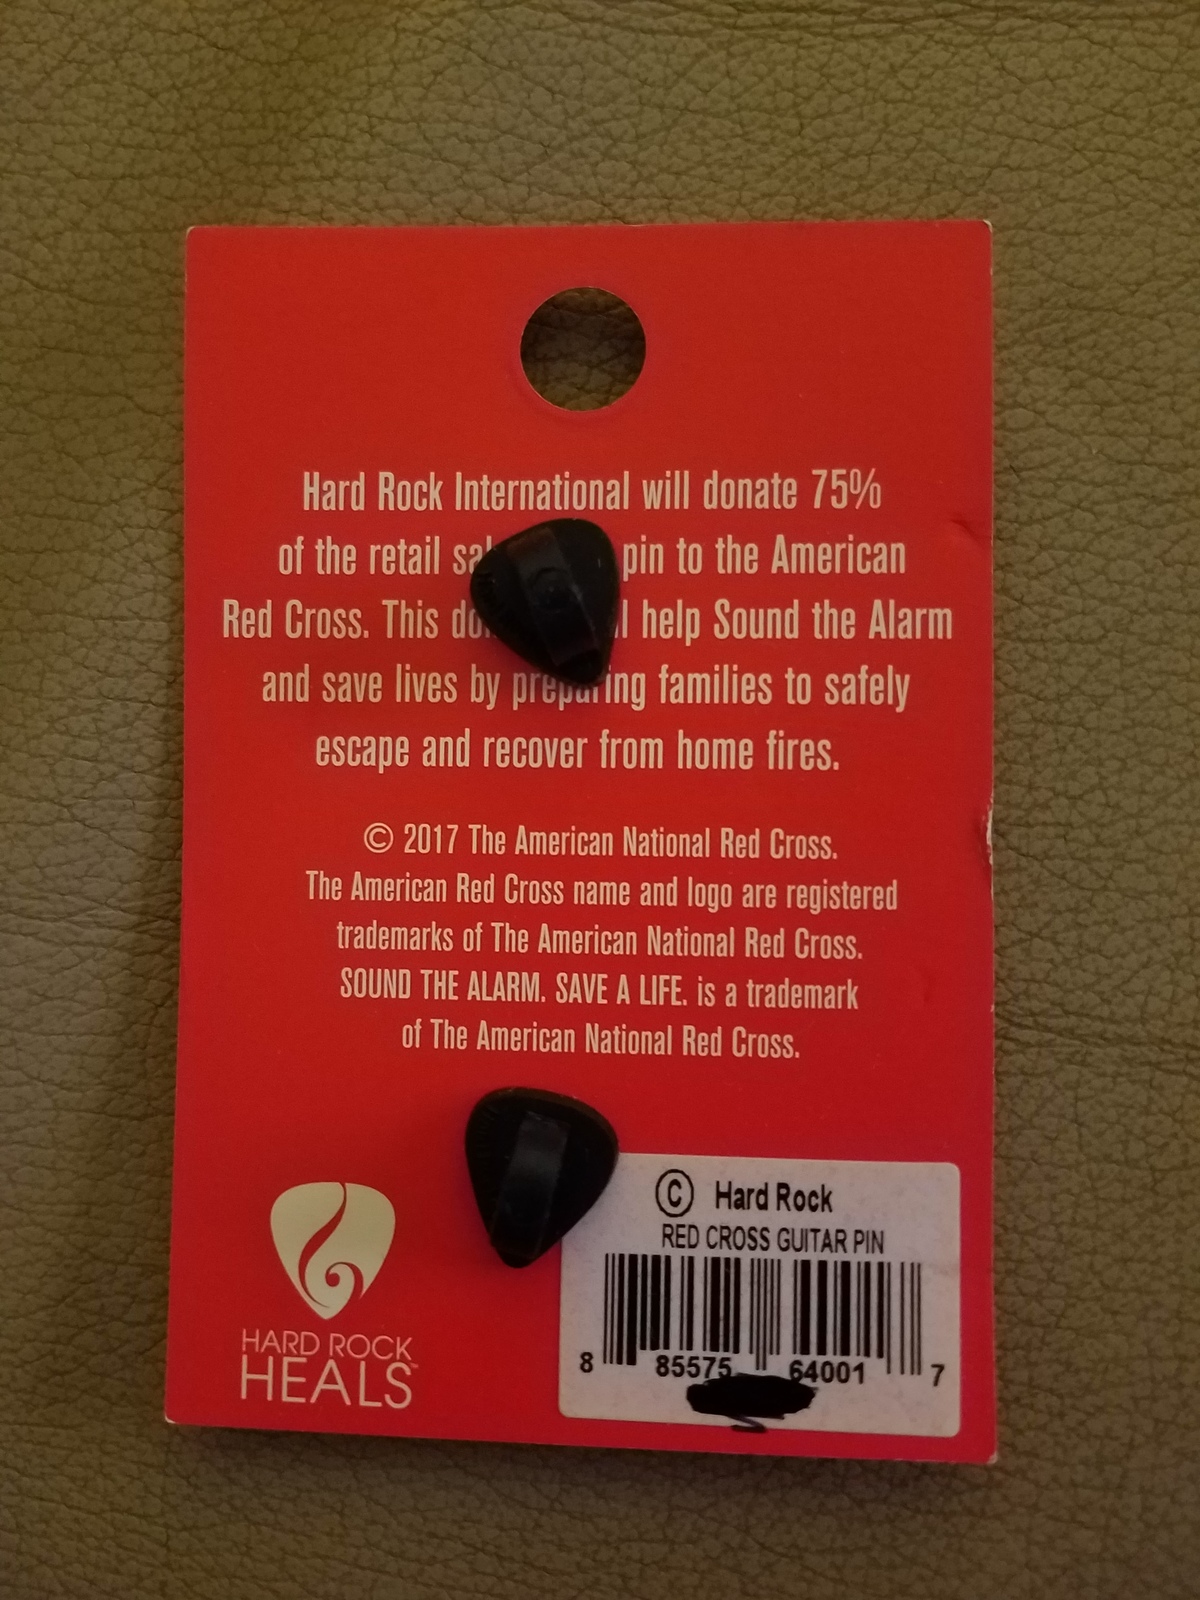 Hard Rock International will donate 75%
of the retail pin to the American
Red Cross. This help Sound the Alarm
and save lives by preparing families to safely
escape and recover from home fires.
© 2017 The American National Red Cross.
The American Red Cross name and logo are registered
trademarks of The American National Red Cross.
SOUND THE ALARM. SAVE A LIFE. is a trademark
of The American National Red Cross.
HARD ROCK
HEALS™
© Hard Rock
RED CROSS GUITAR PIN
8 85575 64001 7